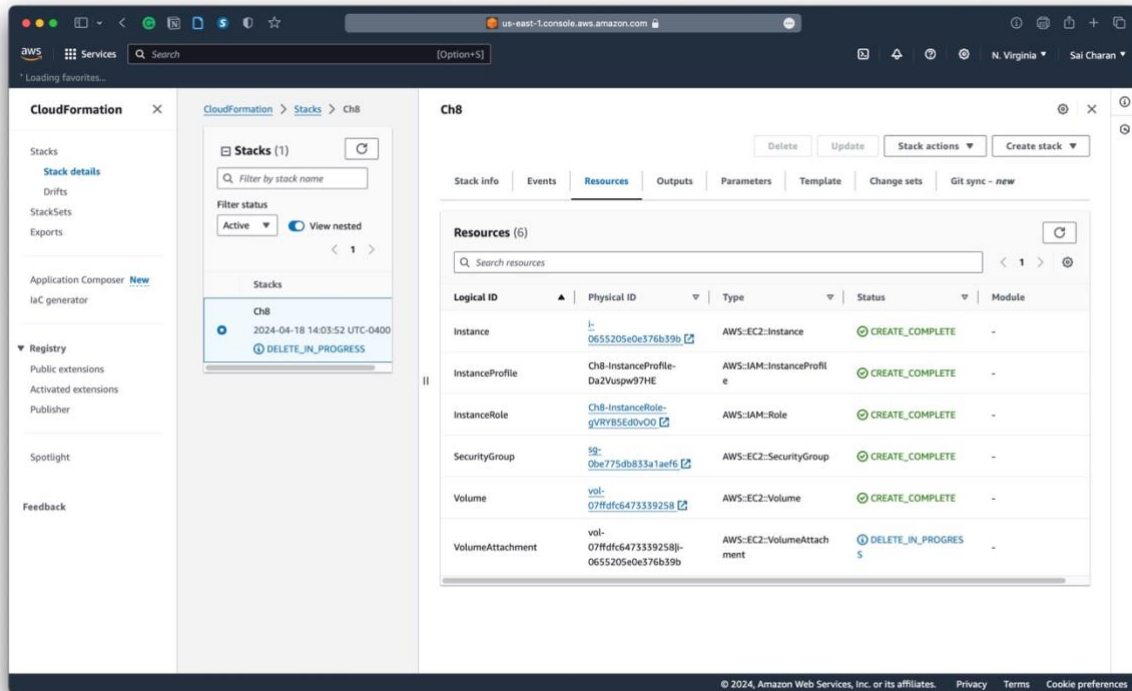 us-east-1.console.aws.amazon.com
aws
Services
Search
[Option+S]
N. Virginia
Sai Charan
* Loading favorites...
CloudFormation
Stacks
Stack details
Drifts
StackSets
Exports
Application Composer New
IaC generator
Registry
Public extensions
Activated extensions
Publisher
Spotlight
Feedback
CloudFormation > Stacks > Ch8
Stacks (1)
Filter by stack name
Filter status
Active
View nested
1
Stacks
Ch8
2024-04-18 14:03:52 UTC-0400
DELETE_IN_PROGRESS
Ch8
Delete
Update
Stack actions
Create stack
Stack info Events Resources Outputs Parameters Template Change sets Git sync - new
Resources (6)
Search resources
1
Logical ID Physical ID Type Status Module
Instance
i-
0655205e0e376b39b
AWS::EC2::Instance
CREATE_COMPLETE
-
InstanceProfile
Ch8-InstanceProfile-
Da2Vuspw97HE
AWS::IAM::InstanceProfil
e
CREATE_COMPLETE
-
InstanceRole
Ch8-InstanceRole-
gVRYB5Ed0vO0
AWS::IAM::Role
CREATE_COMPLETE
-
SecurityGroup
sg-
0be775db833a1aef6
AWS::EC2::SecurityGroup
CREATE_COMPLETE
-
Volume
vol-
07ffdfc6473339258
AWS::EC2::Volume
CREATE_COMPLETE
-
VolumeAttachment
vol-
07ffdfc6473339258|i-
0655205e0e376b39b
AWS::EC2::VolumeAttach
ment
DELETE_IN_PROGRES
S
-
© 2024, Amazon Web Services, Inc. or its affiliates. Privacy Terms Cookie preferences